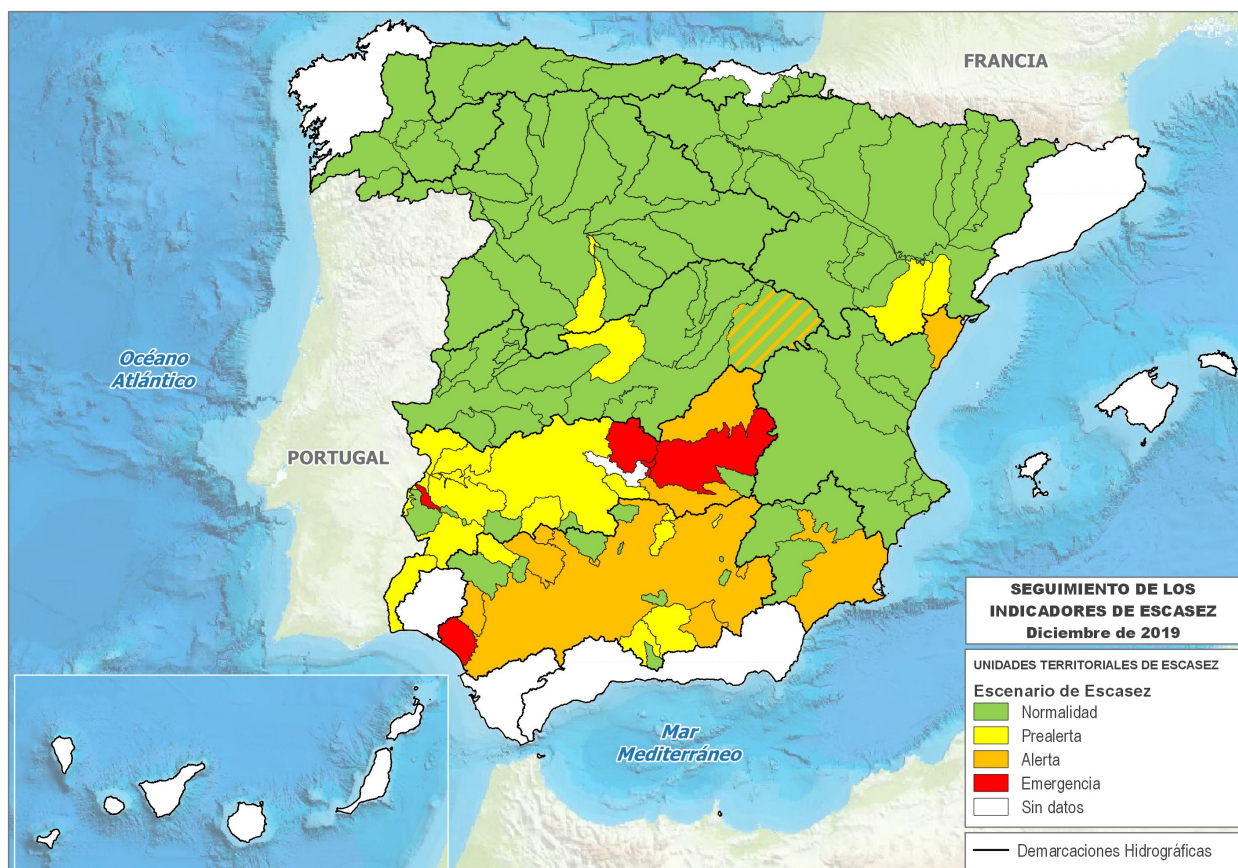 FRANCIA
Océano
Atlántico
PORTUGAL
Mar
Mediterráneo
SEGUIMIENTO DE LOS
INDICADORES DE ESCASEZ
Diciembre de 2019
UNIDADES TERRITORIALES DE ESCASEZ
Escenario de Escasez
Normalidad
Prealerta
Alerta
Emergencia
Sin datos
Demarcaciones Hidrográficas